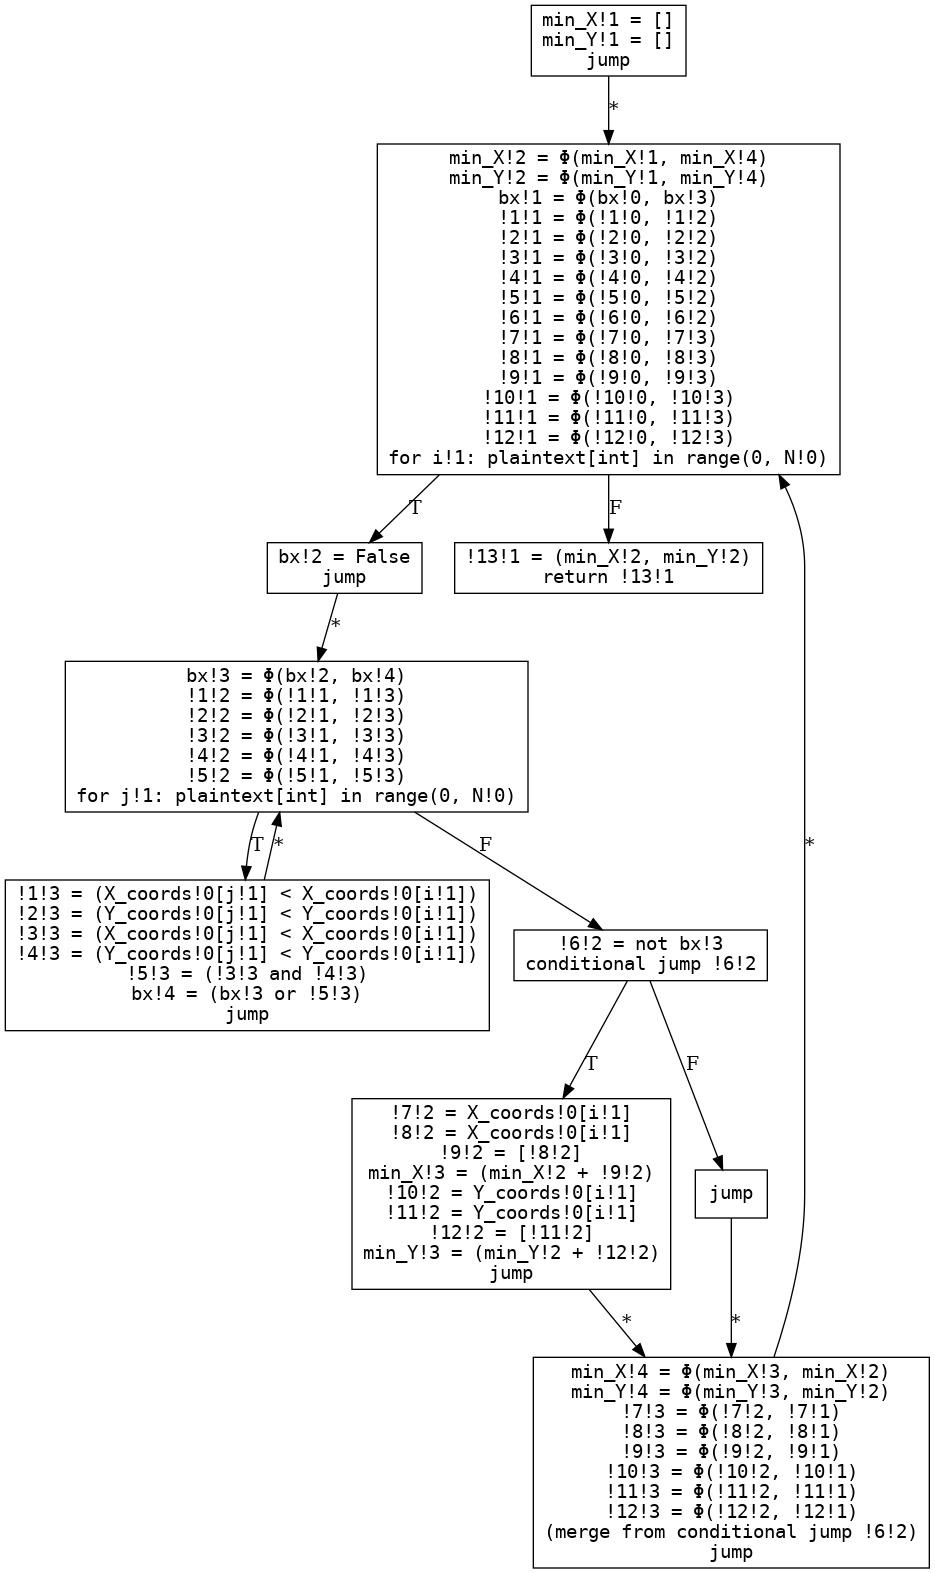 min_X!1 = []
min_Y!1 = []
jump
*
min_X!2 = Φ(min_X!1, min_X!4)
min_Y!2 = Φ(min_Y!1, min_Y!4)
bx!1 = Φ(bx!0, bx!3)
!1!1 = Φ(!1!0, !1!2)
!2!1 = Φ(!2!0, !2!2)
!3!1 = Φ(!3!0, !3!2)
!4!1 = Φ(!4!0, !4!2)
!5!1 = Φ(!5!0, !5!2)
!6!1 = Φ(!6!0, !6!2)
!7!1 = Φ(!7!0, !7!3)
!8!1 = Φ(!8!0, !8!3)
!9!1 = Φ(!9!0, !9!3)
!10!1 = Φ(!10!0, !10!3)
!11!1 = Φ(!11!0, !11!3)
!12!1 = Φ(!12!0, !12!3)
for i!1: plaintext[int] in range(0, N!0)
T
F
bx!2 = False
jump
!13!1 = (min_X!2, min_Y!2)
return !13!1
*
bx!3 = Φ(bx!2, bx!4)
!1!2 = Φ(!1!1, !1!3)
!2!2 = Φ(!2!1, !2!3)
!3!2 = Φ(!3!1, !3!3)
!4!2 = Φ(!4!1, !4!3)
!5!2 = Φ(!5!1, !5!3)
for j!1: plaintext[int] in range(0, N!0)
T
*
F
*
!1!3 = (X_coords!0[j!1] < X_coords!0[i!1])
!2!3 = (Y_coords!0[j!1] < Y_coords!0[i!1])
!3!3 = (X_coords!0[j!1] < X_coords!0[i!1])
!4!3 = (Y_coords!0[j!1] < Y_coords!0[i!1])
!5!3 = (!3!3 and !4!3)
bx!4 = (bx!3 or !5!3)
jump
!6!2 = not bx!3
conditional jump !6!2
T
F
!7!2 = X_coords!0[i!1]
!8!2 = X_coords!0[i!1]
!9!2 = [!8!2]
min_X!3 = (min_X!2 + !9!2)
!10!2 = Y_coords!0[i!1]
!11!2 = Y_coords!0[i!1]
!12!2 = [!11!2]
min_Y!3 = (min_Y!2 + !12!2)
jump
jump
*
*
min_X!4 = Φ(min_X!3, min_X!2)
min_Y!4 = Φ(min_Y!3, min_Y!2)
!7!3 = Φ(!7!2, !7!1)
!8!3 = Φ(!8!2, !8!1)
!9!3 = Φ(!9!2, !9!1)
!10!3 = Φ(!10!2, !10!1)
!11!3 = Φ(!11!2, !11!1)
!12!3 = Φ(!12!2, !12!1)
(merge from conditional jump !6!2)
jump